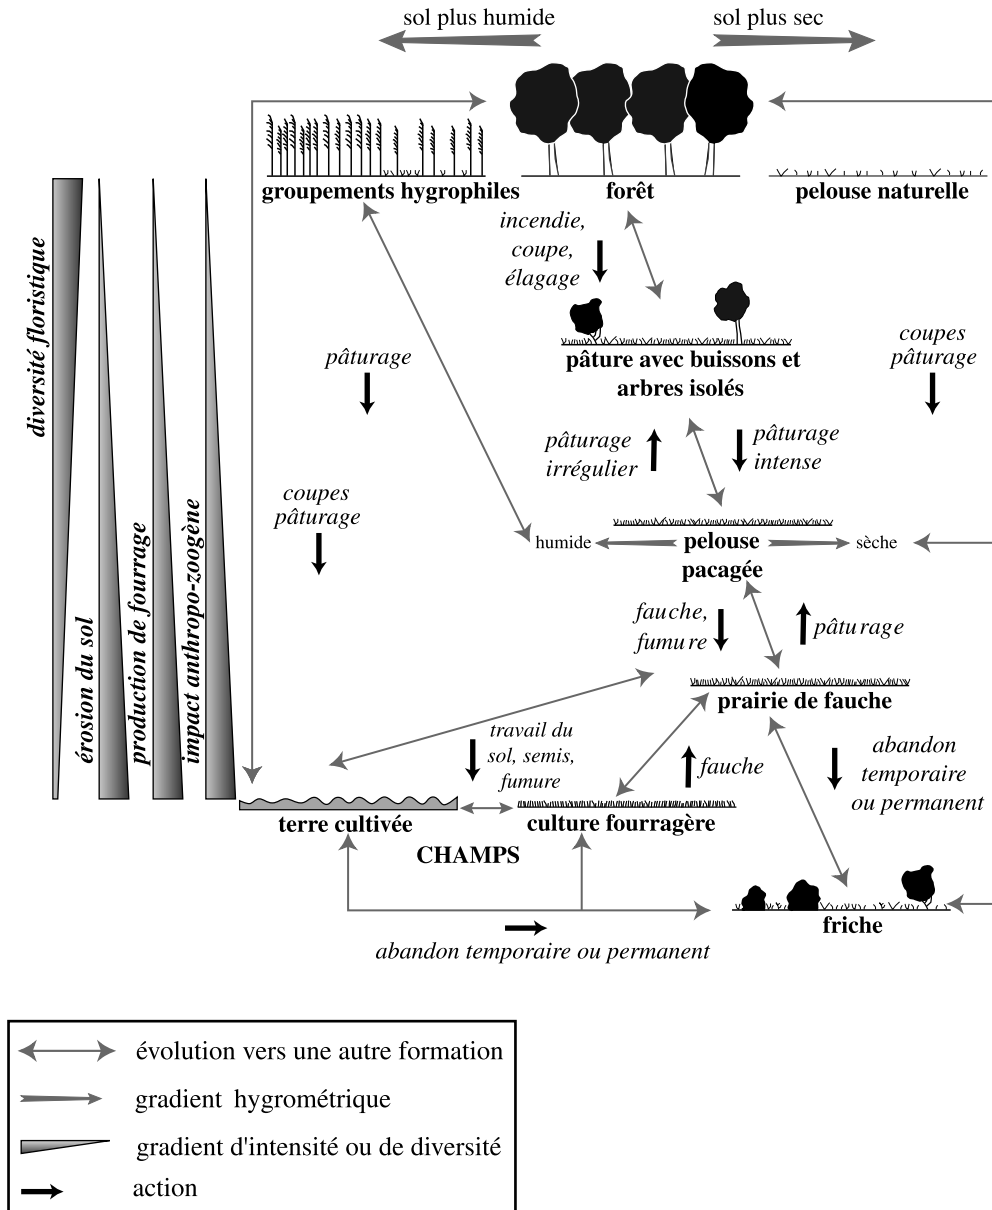 sol plus humide
sol plus sec
groupements hygrophiles
forêt
pelouse naturelle
incendie,
coupe,
élagage
diversité floristique
érosion du sol
production de fourrage
impact anthropo-zoogène
pâturage
coupes
pâturage
pâture avec buissons et
arbres isolés
coupes
pâturage
pâturage
irrégulier
pâturage
intense
humide
pelouse
pacagée
sèche
fauche,
fumure
pâturage
prairie de fauche
travail du
sol, semis,
fumure
fauche
abandon
temporaire
ou permanent
terre cultivée
culture fourragère
CHAMPS
friche
abandon temporaire ou permanent
évolution vers une autre formation
gradient hygrométrique
gradient d'intensité ou de diversité
action